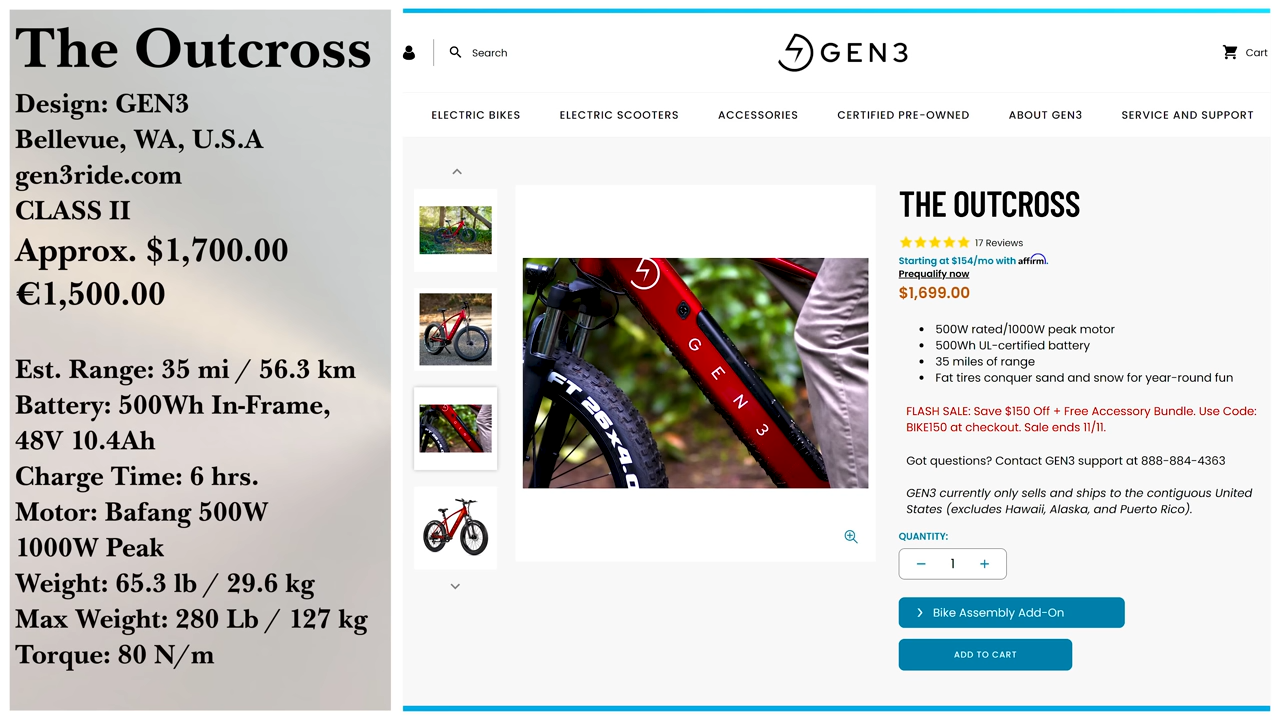 The Outcross
Design: GEN3
Bellevue, WA, U.S.A
gen3ride.com
CLASS II
Approx. $1,700.00
€1,500.00
Est. Range: 35 mi / 56.3 km
Battery: 500Wh In-Frame,
48V 10.4Ah
Charge Time: 6 hrs.
Motor: Bafang 500W
1000W Peak
Weight: 65.3 lb / 29.6 kg
Max Weight: 280 Lb / 127 kg
Torque: 80 N/m
Search
GEN3
Cart
ELECTRIC BIKES ELECTRIC SCOOTERS ACCESSORIES CERTIFIED PRE-OWNED ABOUT GEN3 SERVICE AND SUPPORT
GEN3
FT 26x4.0
THE OUTCROSS
17 Reviews
Starting at $154/mo with affirm.
Prequalify now
$1,699.00
• 500W rated/1000W peak motor
• 500Wh UL-certified battery
• 35 miles of range
• Fat tires conquer sand and snow for year-round fun
FLASH SALE: Save $150 Off + Free Accessory Bundle. Use Code:
BIKE150 at checkout. Sale ends 11/11.
Got questions? Contact GEN3 support at 888-884-4363
GEN3 currently only sells and ships to the contiguous United
States (excludes Hawaii, Alaska, and Puerto Rico).
QUANTITY:
− 1 +
Bike Assembly Add-On
ADD TO CART